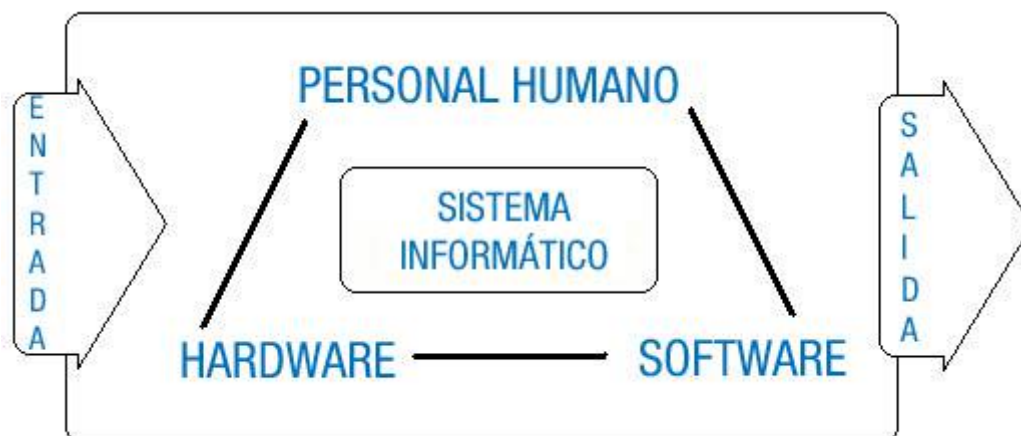 ENTRADA
PERSONAL HUMANO
SISTEMA
INFORMÁTICO
HARDWARE
SOFTWARE
SALIDA